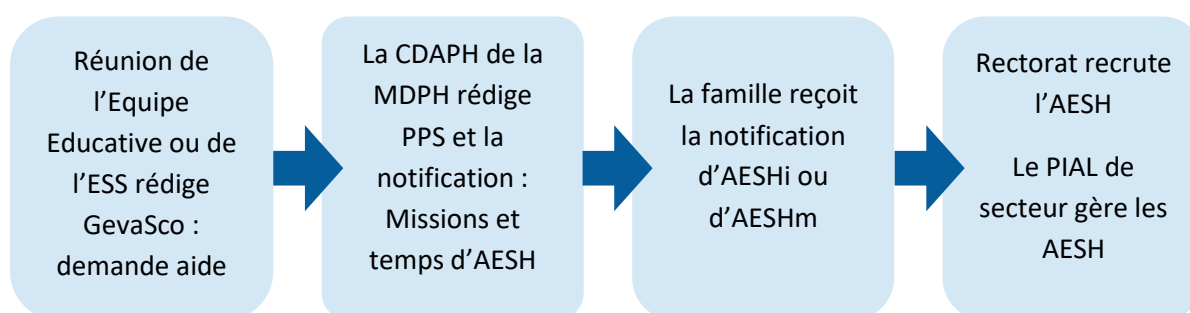 Réunion de
l’Equipe
Educative ou de
l’ESS rédige
GevaSco :
demande aide
La CDAPH de la
MDPH rédige
PPS et la
notification :
Missions et
temps d’AESH
La famille reçoit
la notification
d’AESHi ou
d’AESHm
Rectorat recrute
l’AESH
Le PIAL de
secteur gère les
AESH